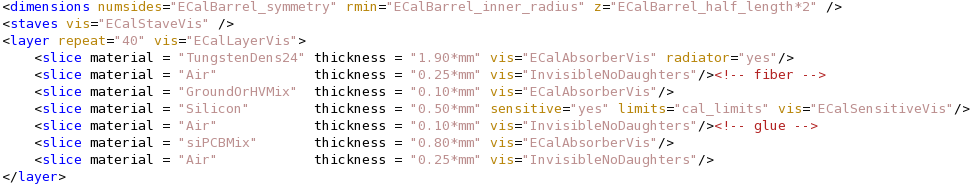 <dimensions numsides="ECalBarrel_symmetry" rmin="ECalBarrel_inner_radius" z="ECalBarrel_half_length*2" />
<staves vis="ECalStaveVis" />
<layer repeat="40" vis="ECalLayerVis">
    <slice material = "TungstenDens24" thickness = "1.90*mm" vis="ECalAbsorberVis" radiator="yes"/>
    <slice material = "Air"            thickness = "0.25*mm" vis="InvisibleNoDaughters"/><!-- fiber -->
    <slice material = "GroundOrHVMix"  thickness = "0.10*mm" vis="ECalAbsorberVis"/>
    <slice material = "Silicon"        thickness = "0.50*mm" sensitive="yes" limits="cal_limits" vis="ECalSensitiveVis"/>
    <slice material = "Air"            thickness = "0.10*mm" vis="InvisibleNoDaughters"/><!-- glue -->
    <slice material = "siPCBMix"       thickness = "0.80*mm" vis="ECalAbsorberVis"/>
    <slice material = "Air"            thickness = "0.25*mm" vis="InvisibleNoDaughters"/>
</layer>